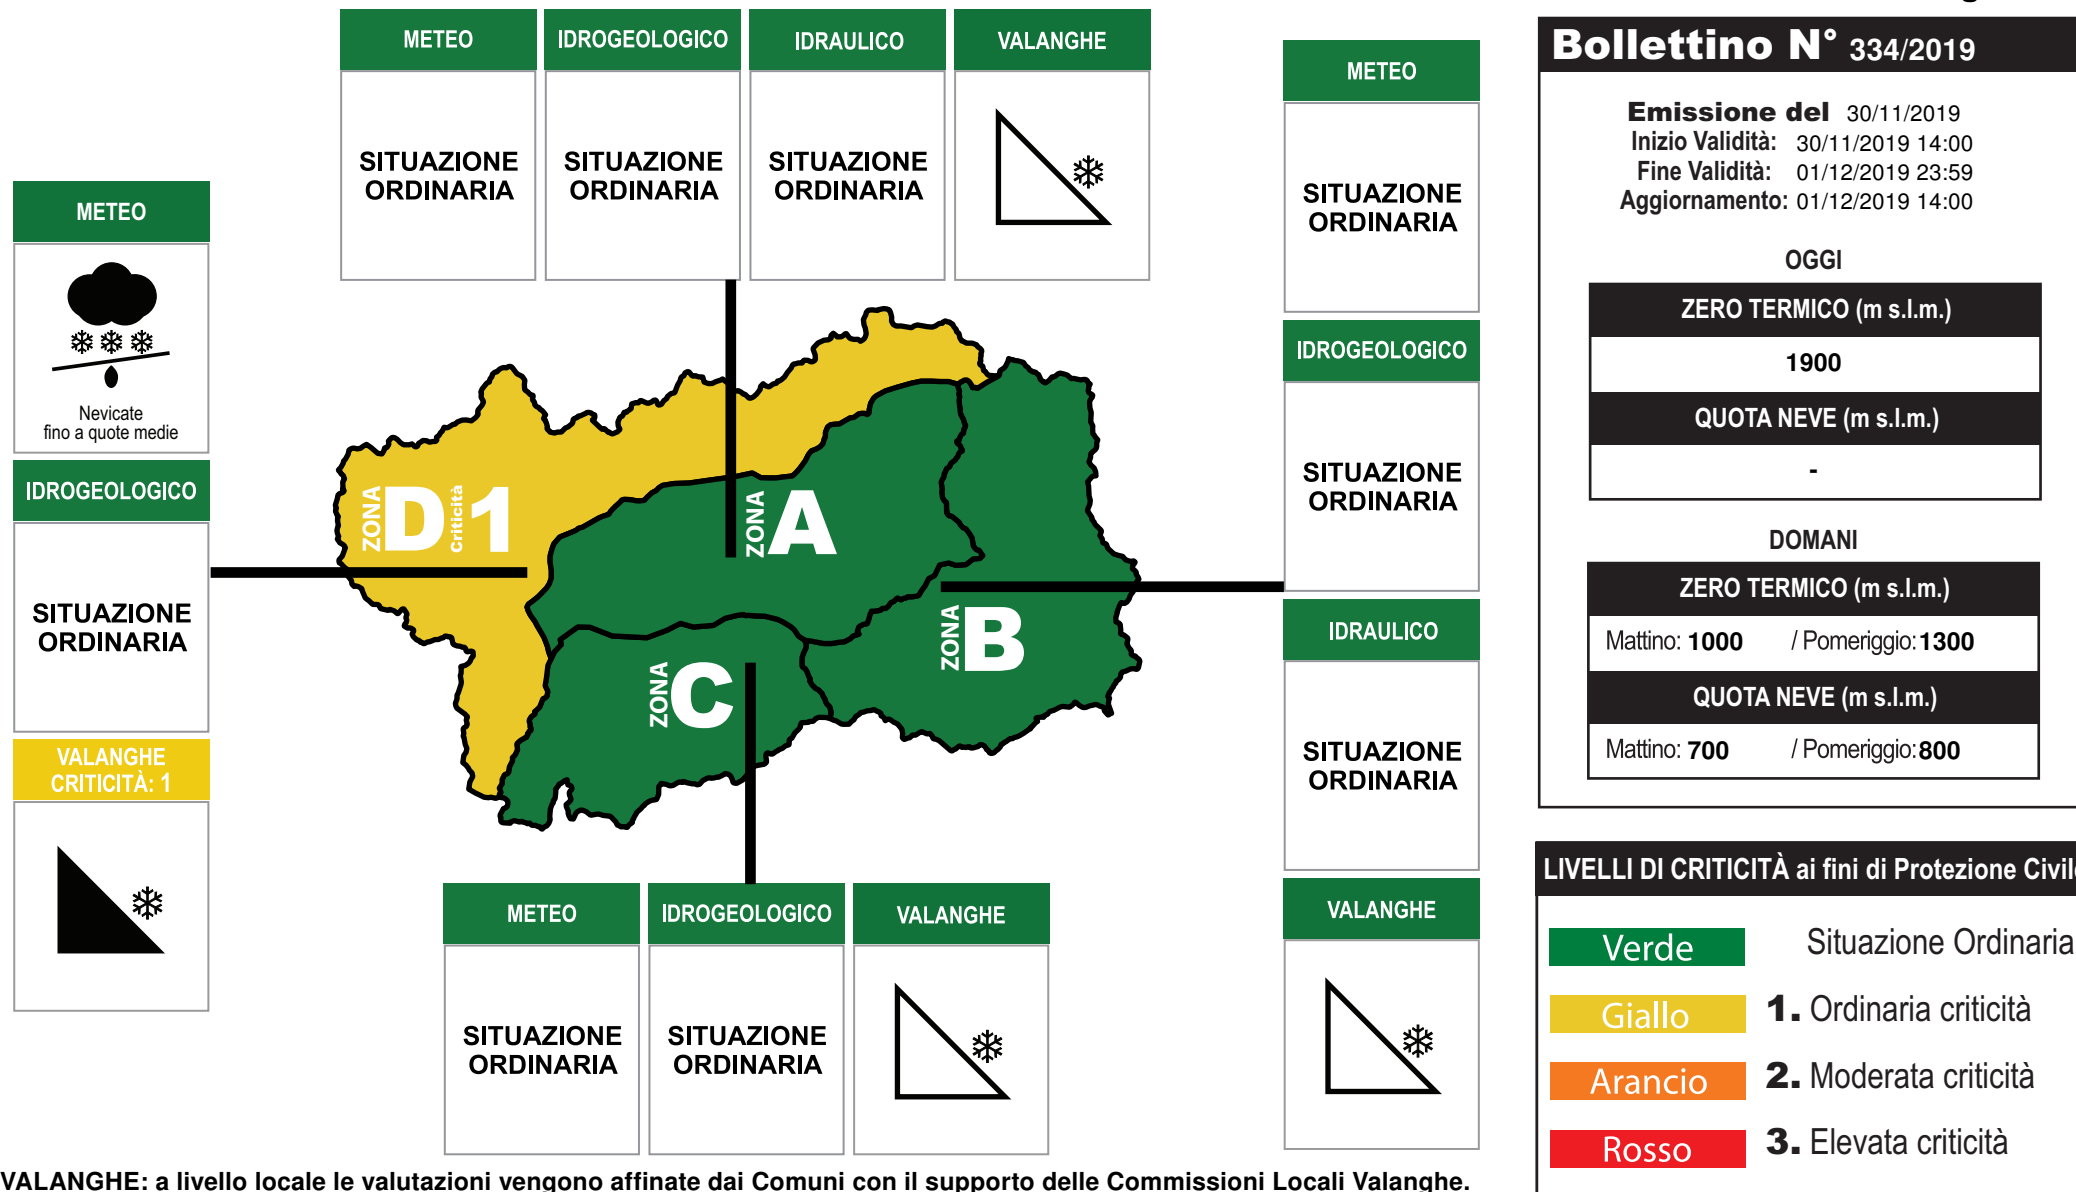 METEO
IDROGEOLOGICO
IDRAULICO
VALANGHE
SITUAZIONE
ORDINARIA
SITUAZIONE
ORDINARIA
SITUAZIONE
ORDINARIA
METEO
Nevicate
fino a quote medie
IDROGEOLOGICO
SITUAZIONE
ORDINARIA
VALANGHE
CRITICITÀ: 1
ZONA D Criticità 1
ZONA A
ZONA B
ZONA C
METEO
SITUAZIONE
ORDINARIA
IDROGEOLOGICO
SITUAZIONE
ORDINARIA
IDRAULICO
SITUAZIONE
ORDINARIA
VALANGHE
METEO
IDROGEOLOGICO
VALANGHE
SITUAZIONE
ORDINARIA
SITUAZIONE
ORDINARIA
VALANGHE: a livello locale le valutazioni vengono affinate dai Comuni con il supporto delle Commissioni Locali Valanghe.
Bollettino N° 334/2019
Emissione del 30/11/2019
Inizio Validità: 30/11/2019 14:00
Fine Validità: 01/12/2019 23:59
Aggiornamento: 01/12/2019 14:00
OGGI
ZERO TERMICO (m s.l.m.)
1900
QUOTA NEVE (m s.l.m.)
-
DOMANI
ZERO TERMICO (m s.l.m.)
Mattino: 1000 / Pomeriggio: 1300
QUOTA NEVE (m s.l.m.)
Mattino: 700 / Pomeriggio: 800
LIVELLI DI CRITICITÀ ai fini di Protezione Civile
Verde Situazione Ordinaria
Giallo 1. Ordinaria criticità
Arancio 2. Moderata criticità
Rosso 3. Elevata criticità